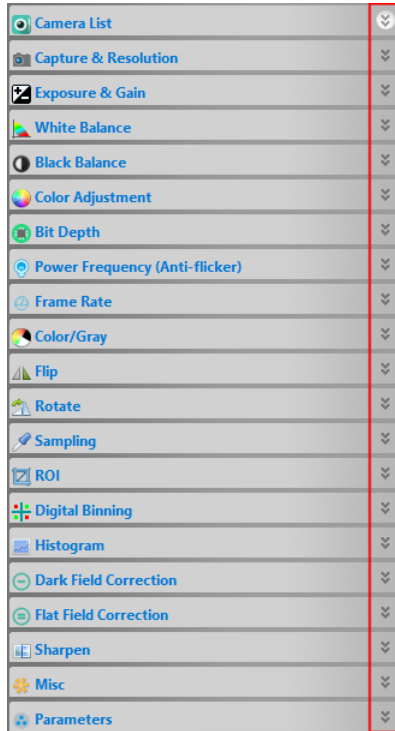 Camera List
Capture & Resolution
Exposure & Gain
White Balance
Black Balance
Color Adjustment
Bit Depth
Power Frequency (Anti-flicker)
Frame Rate
Color/Gray
Flip
Rotate
Sampling
ROI
Digital Binning
Histogram
Dark Field Correction
Flat Field Correction
Sharpen
Misc
Parameters